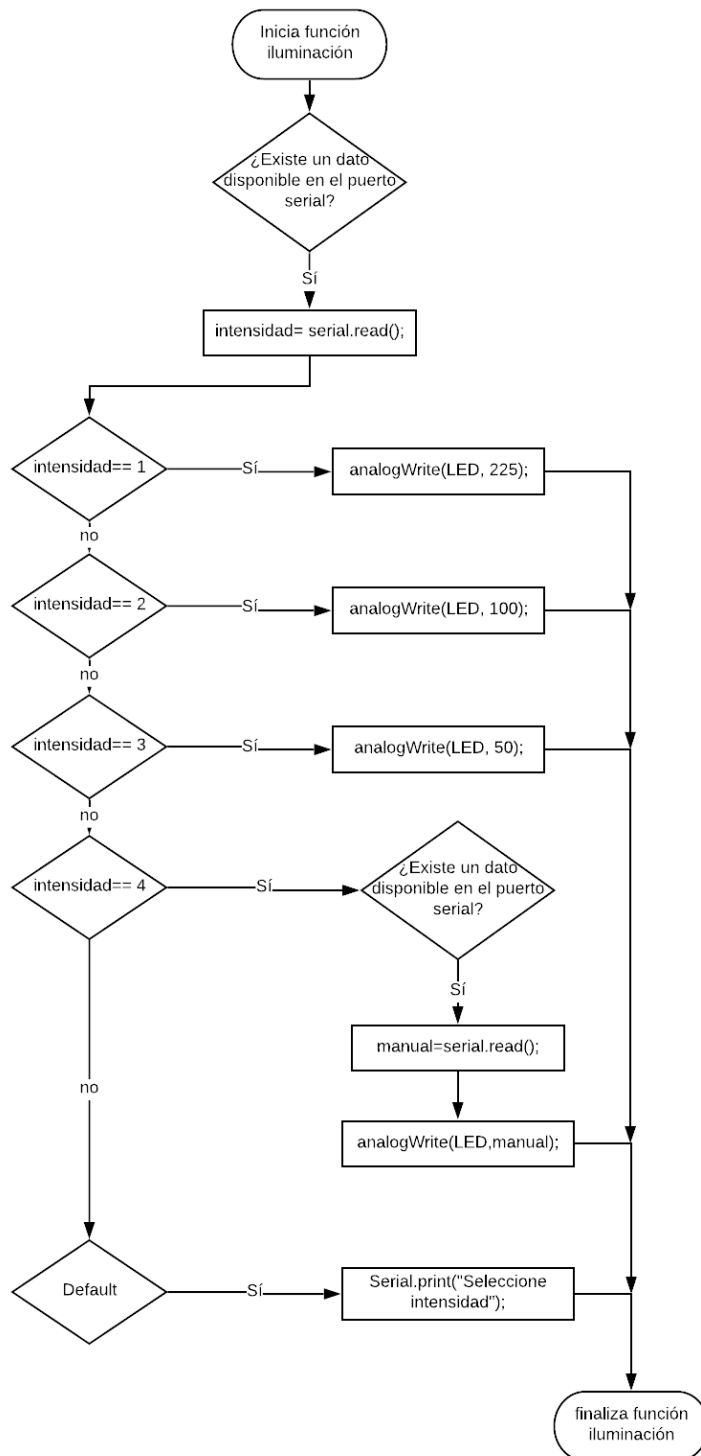 Inicia función
iluminación
¿Existe un dato
disponible en el puerto
serial?
Sí
intensidad= serial.read();
intensidad== 1
Sí
analogWrite(LED, 225);
no
intensidad== 2
Sí
analogWrite(LED, 100);
no
intensidad== 3
Sí
analogWrite(LED, 50);
no
intensidad== 4
Sí
¿Existe un dato
disponible en el puerto
serial?
Sí
manual=serial.read();
analogWrite(LED,manual);
no
Default
Sí
Serial.print("Seleccione
intensidad");
finaliza función
iluminación